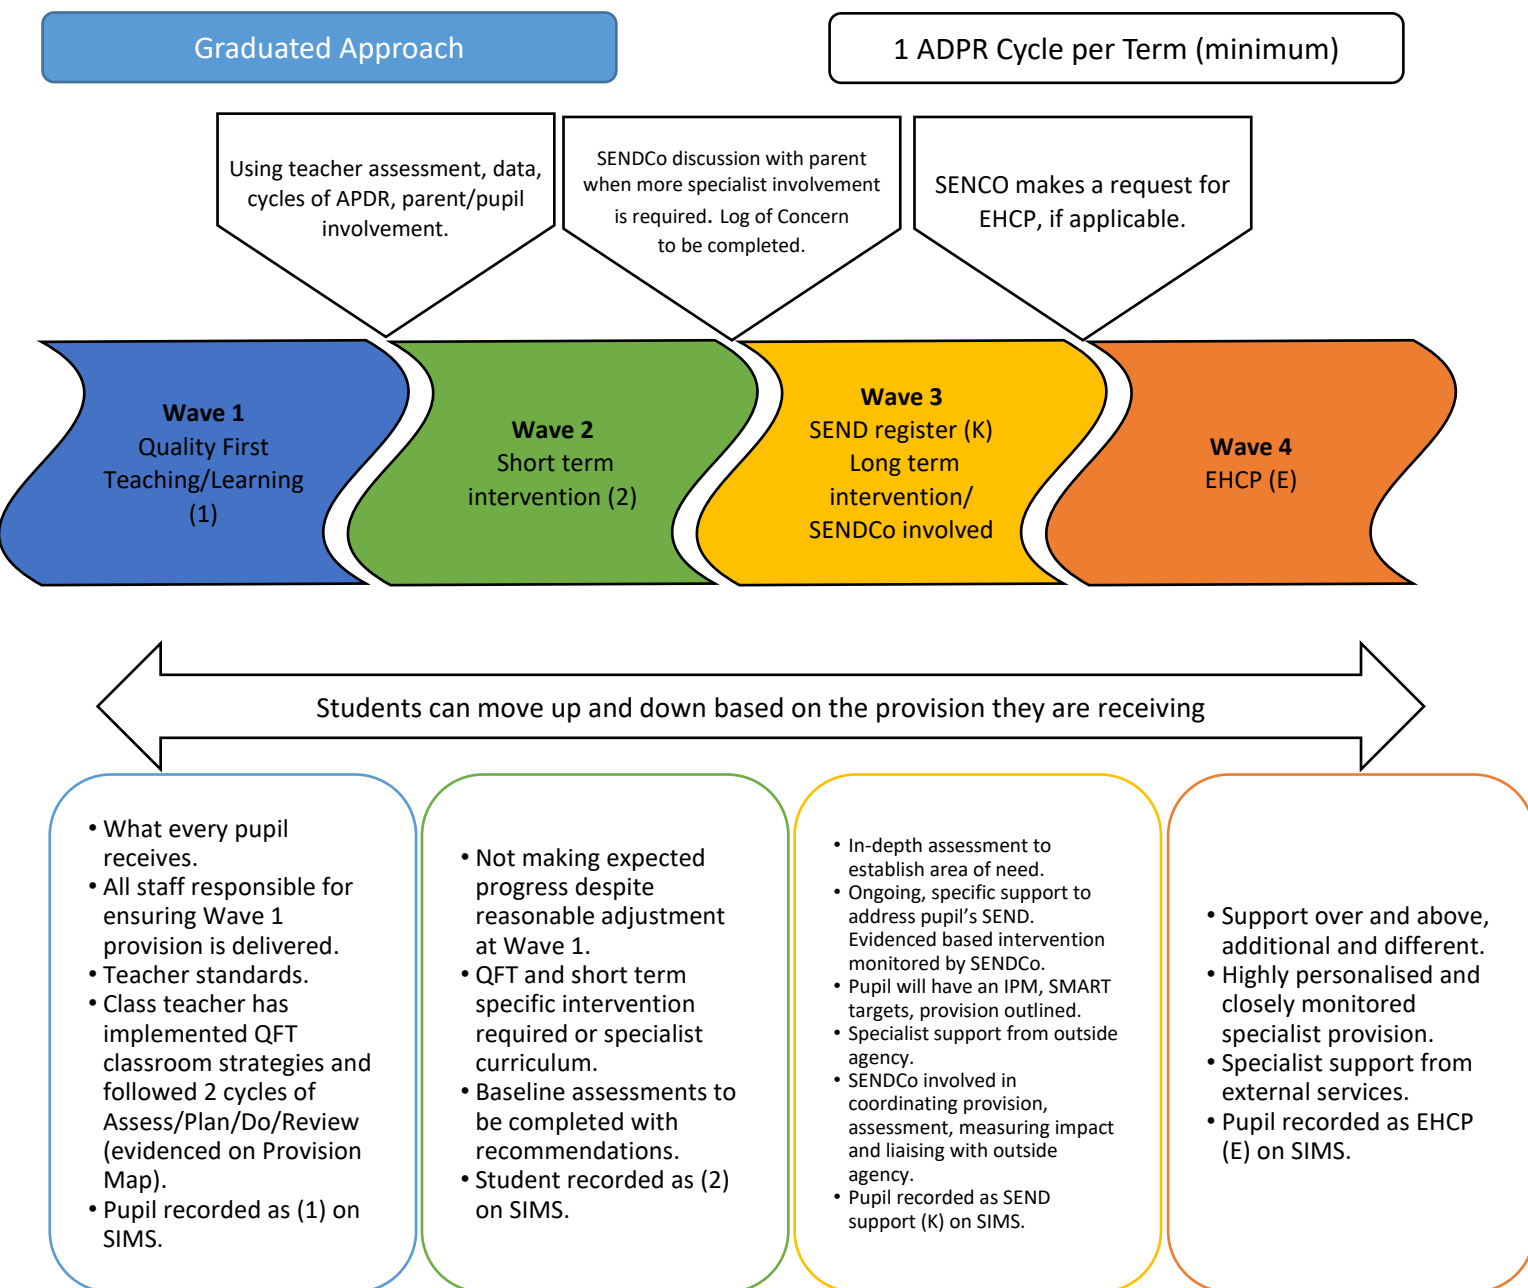 Graduated Approach
1 ADPR Cycle per Term (minimum)
Using teacher assessment, data,
cycles of APDR, parent/pupil
involvement.
SENDCo discussion with parent
when more specialist involvement
is required. Log of Concern
to be completed.
SENCO makes a request for
EHCP, if applicable.
Wave 1
Quality First
Teaching/Learning
(1)
Wave 2
Short term
intervention (2)
Wave 3
SEND register (K)
Long term
intervention/
SENDCo involved
Wave 4
EHCP (E)
Students can move up and down based on the provision they are receiving
• What every pupil
receives.
• All staff responsible for
ensuring Wave 1
provision is delivered.
• Teacher standards.
• Class teacher has
implemented QFT
classroom strategies and
followed 2 cycles of
Assess/Plan/Do/Review
(evidenced on Provision
Map).
• Pupil recorded as (1) on
SIMS.
• Not making expected
progress despite
reasonable adjustment
at Wave 1.
• QFT and short term
specific intervention
required or specialist
curriculum.
• Baseline assessments to
be completed with
recommendations.
• Student recorded as (2)
on SIMS.
• In-depth assessment to
establish area of need.
• Ongoing, specific support to
address pupil's SEND.
Evidenced based intervention
monitored by SENDCo.
• Pupil will have an IPM, SMART
targets, provision outlined.
• Specialist support from outside
agency.
• SENDCo involved in
coordinating provision,
assessment, measuring impact
and liaising with outside
agency.
• Pupil recorded as SEND
support (K) on SIMS.
• Support over and above,
additional and different.
• Highly personalised and
closely monitored
specialist provision.
• Specialist support from
external services.
• Pupil recorded as EHCP
(E) on SIMS.